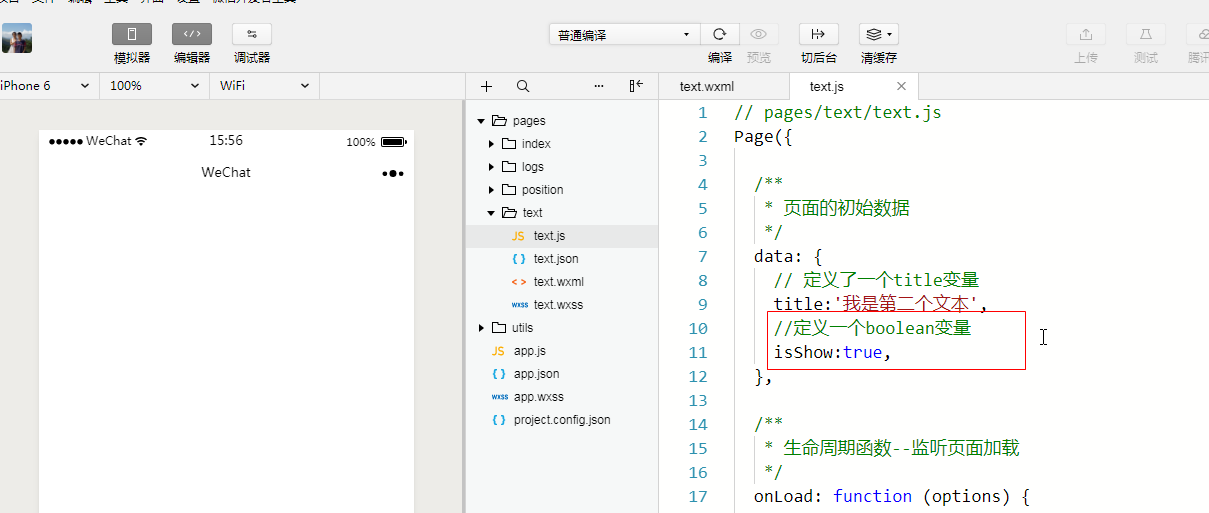 普通编译
模拟器 编辑器 调试器 编译 预览 切后台 清缓存 上传 测试
iPhone 6 100% WiFi
text.wxml text.js
WeChat 15:56 100%
WeChat
pages
index
logs
position
text
JS text.js
{ } text.json
< > text.wxml
wxss text.wxss
utils
JS app.js
{ } app.json
wxss app.wxss
{ } project.config.json
1 // pages/text/text.js
2 Page({
3
4 /**
5 * 页面的初始数据
6 */
7 data: {
8 // 定义了一个title变量
9 title:'我是第二个文本',
10 //定义一个boolean变量
11 isShow:true,
12 },
13
14 /**
15 * 生命周期函数--监听页面加载
16 */
17 onLoad: function (options) {